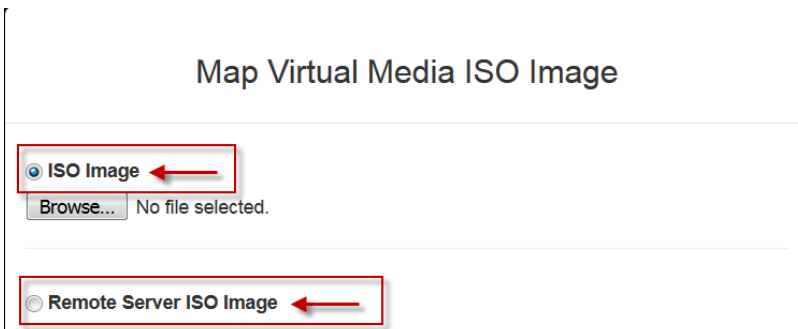 Map Virtual Media ISO Image
ISO Image
Browse... No file selected.
Remote Server ISO Image